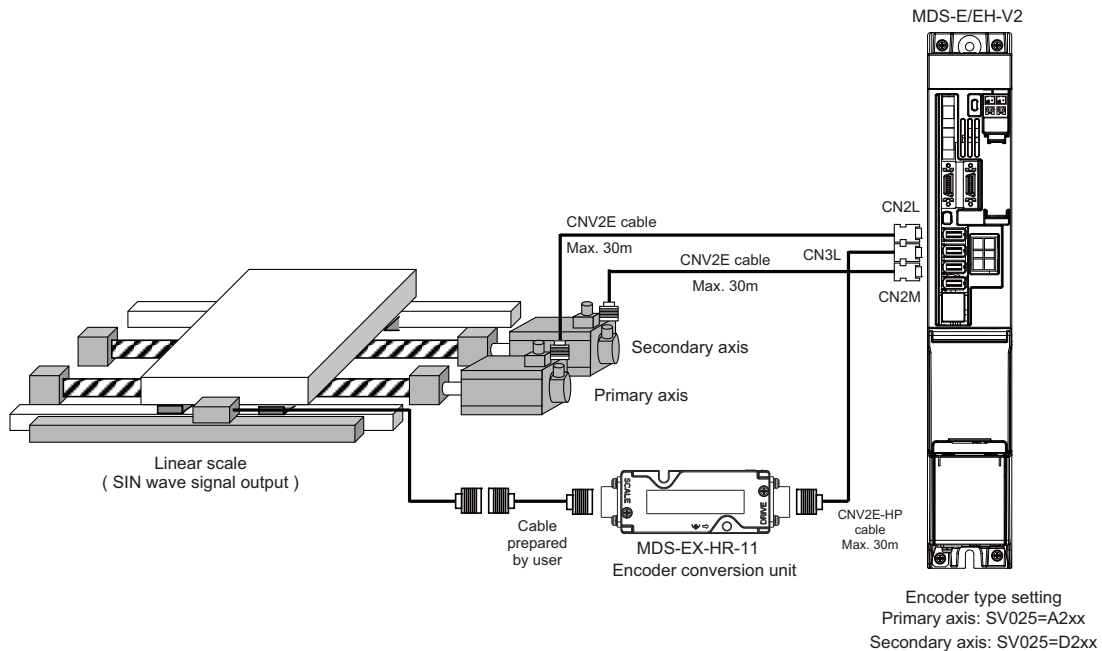 MDS-E/EH-V2
CN2L
CNV2E cable
Max. 30m
CNV2E cable
CN3L
Max. 30m
CN2M
Secondary axis
Primary axis
Linear scale
( SIN wave signal output )
SCALE
DRIVE
Cable
prepared
by user
MDS-EX-HR-11
Encoder conversion unit
CNV2E-HP
cable
Max. 30m
Encoder type setting
Primary axis: SV025=A2xx
Secondary axis: SV025=D2xx